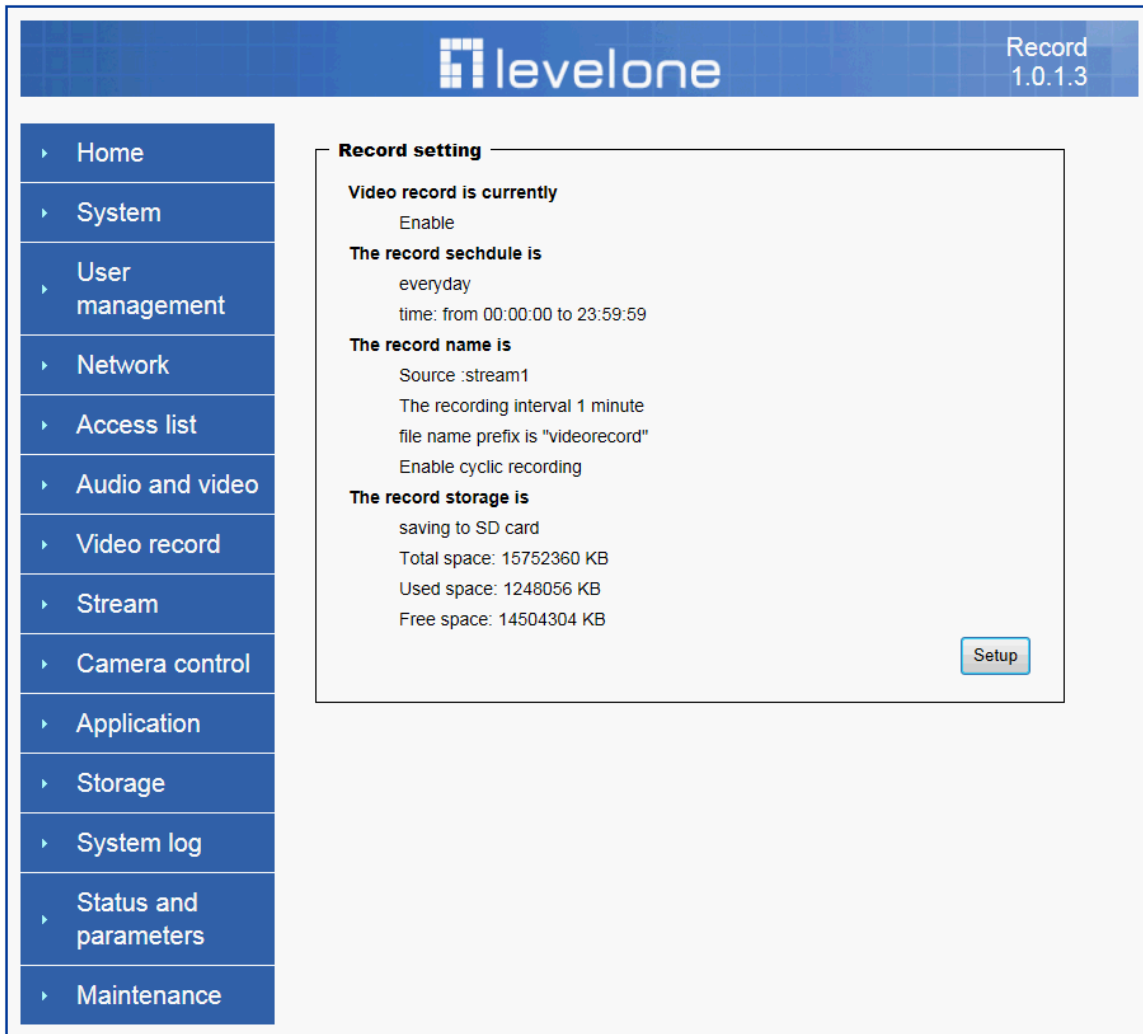 levelone
Record
1.0.1.3
Home
System
User
management
Network
Access list
Audio and video
Video record
Stream
Camera control
Application
Storage
System log
Status and
parameters
Maintenance
Record setting
Video record is currently
Enable
The record sechdule is
everyday
time: from 00:00:00 to 23:59:59
The record name is
Source :stream1
The recording interval 1 minute
file name prefix is "videorecord"
Enable cyclic recording
The record storage is
saving to SD card
Total space: 15752360 KB
Used space: 1248056 KB
Free space: 14504304 KB
Setup